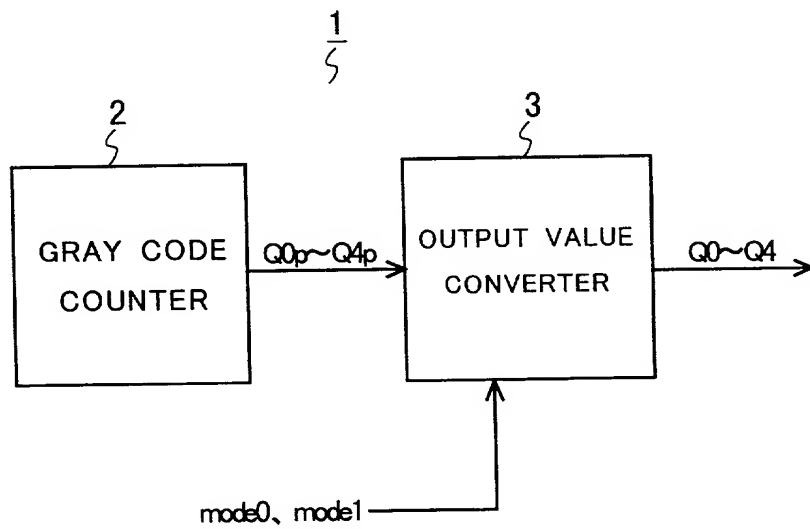 1
2
3
GRAY CODE
COUNTER
Q0p~Q4p
OUTPUT VALUE
CONVERTER
Q0~Q4
mode0、mode1